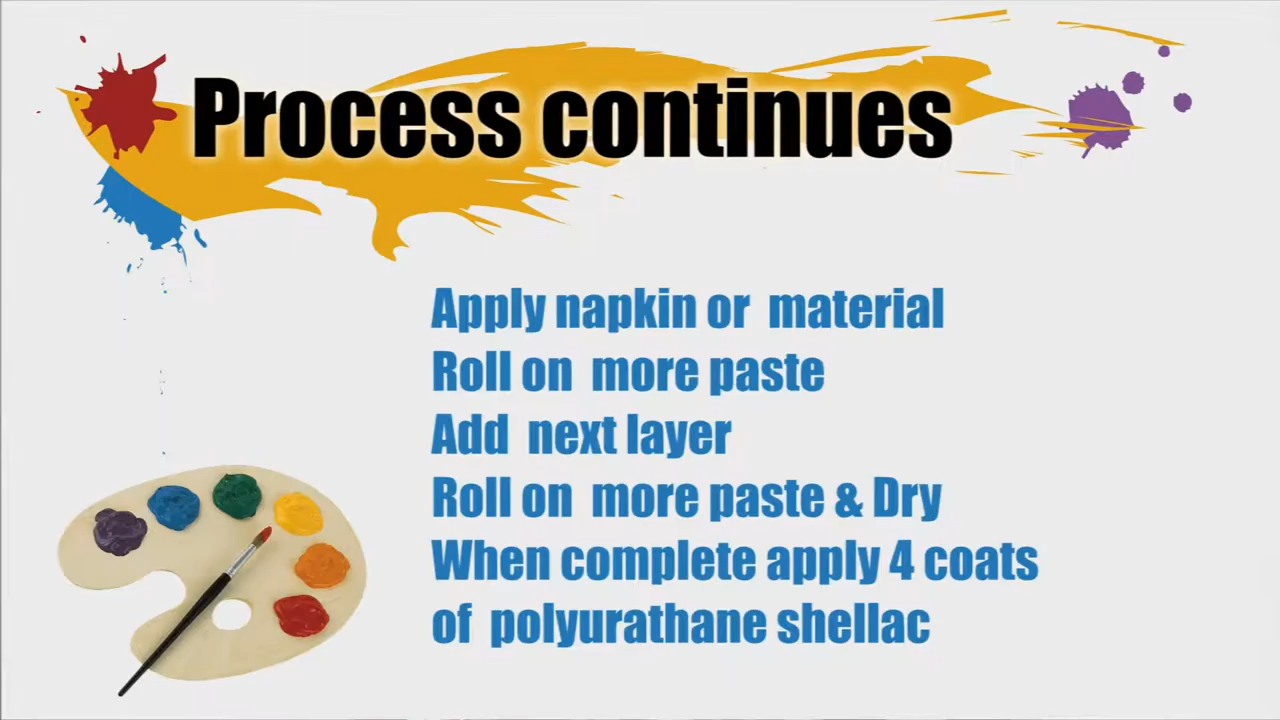 Process continues
Apply napkin or material
Roll on more paste
Add next layer
Roll on more paste & Dry
When complete apply 4 coats
of polyurathane shellac